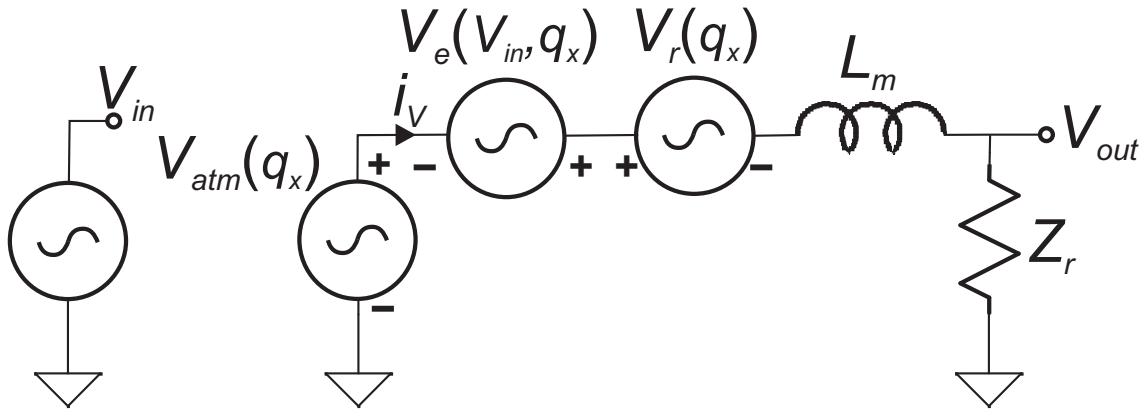 V_e(V_in,q_x)
V_r(q_x)
L_m
V_in
i_V
V_out
V_atm(q_x)
+
-
+
+
-
Z_r
-